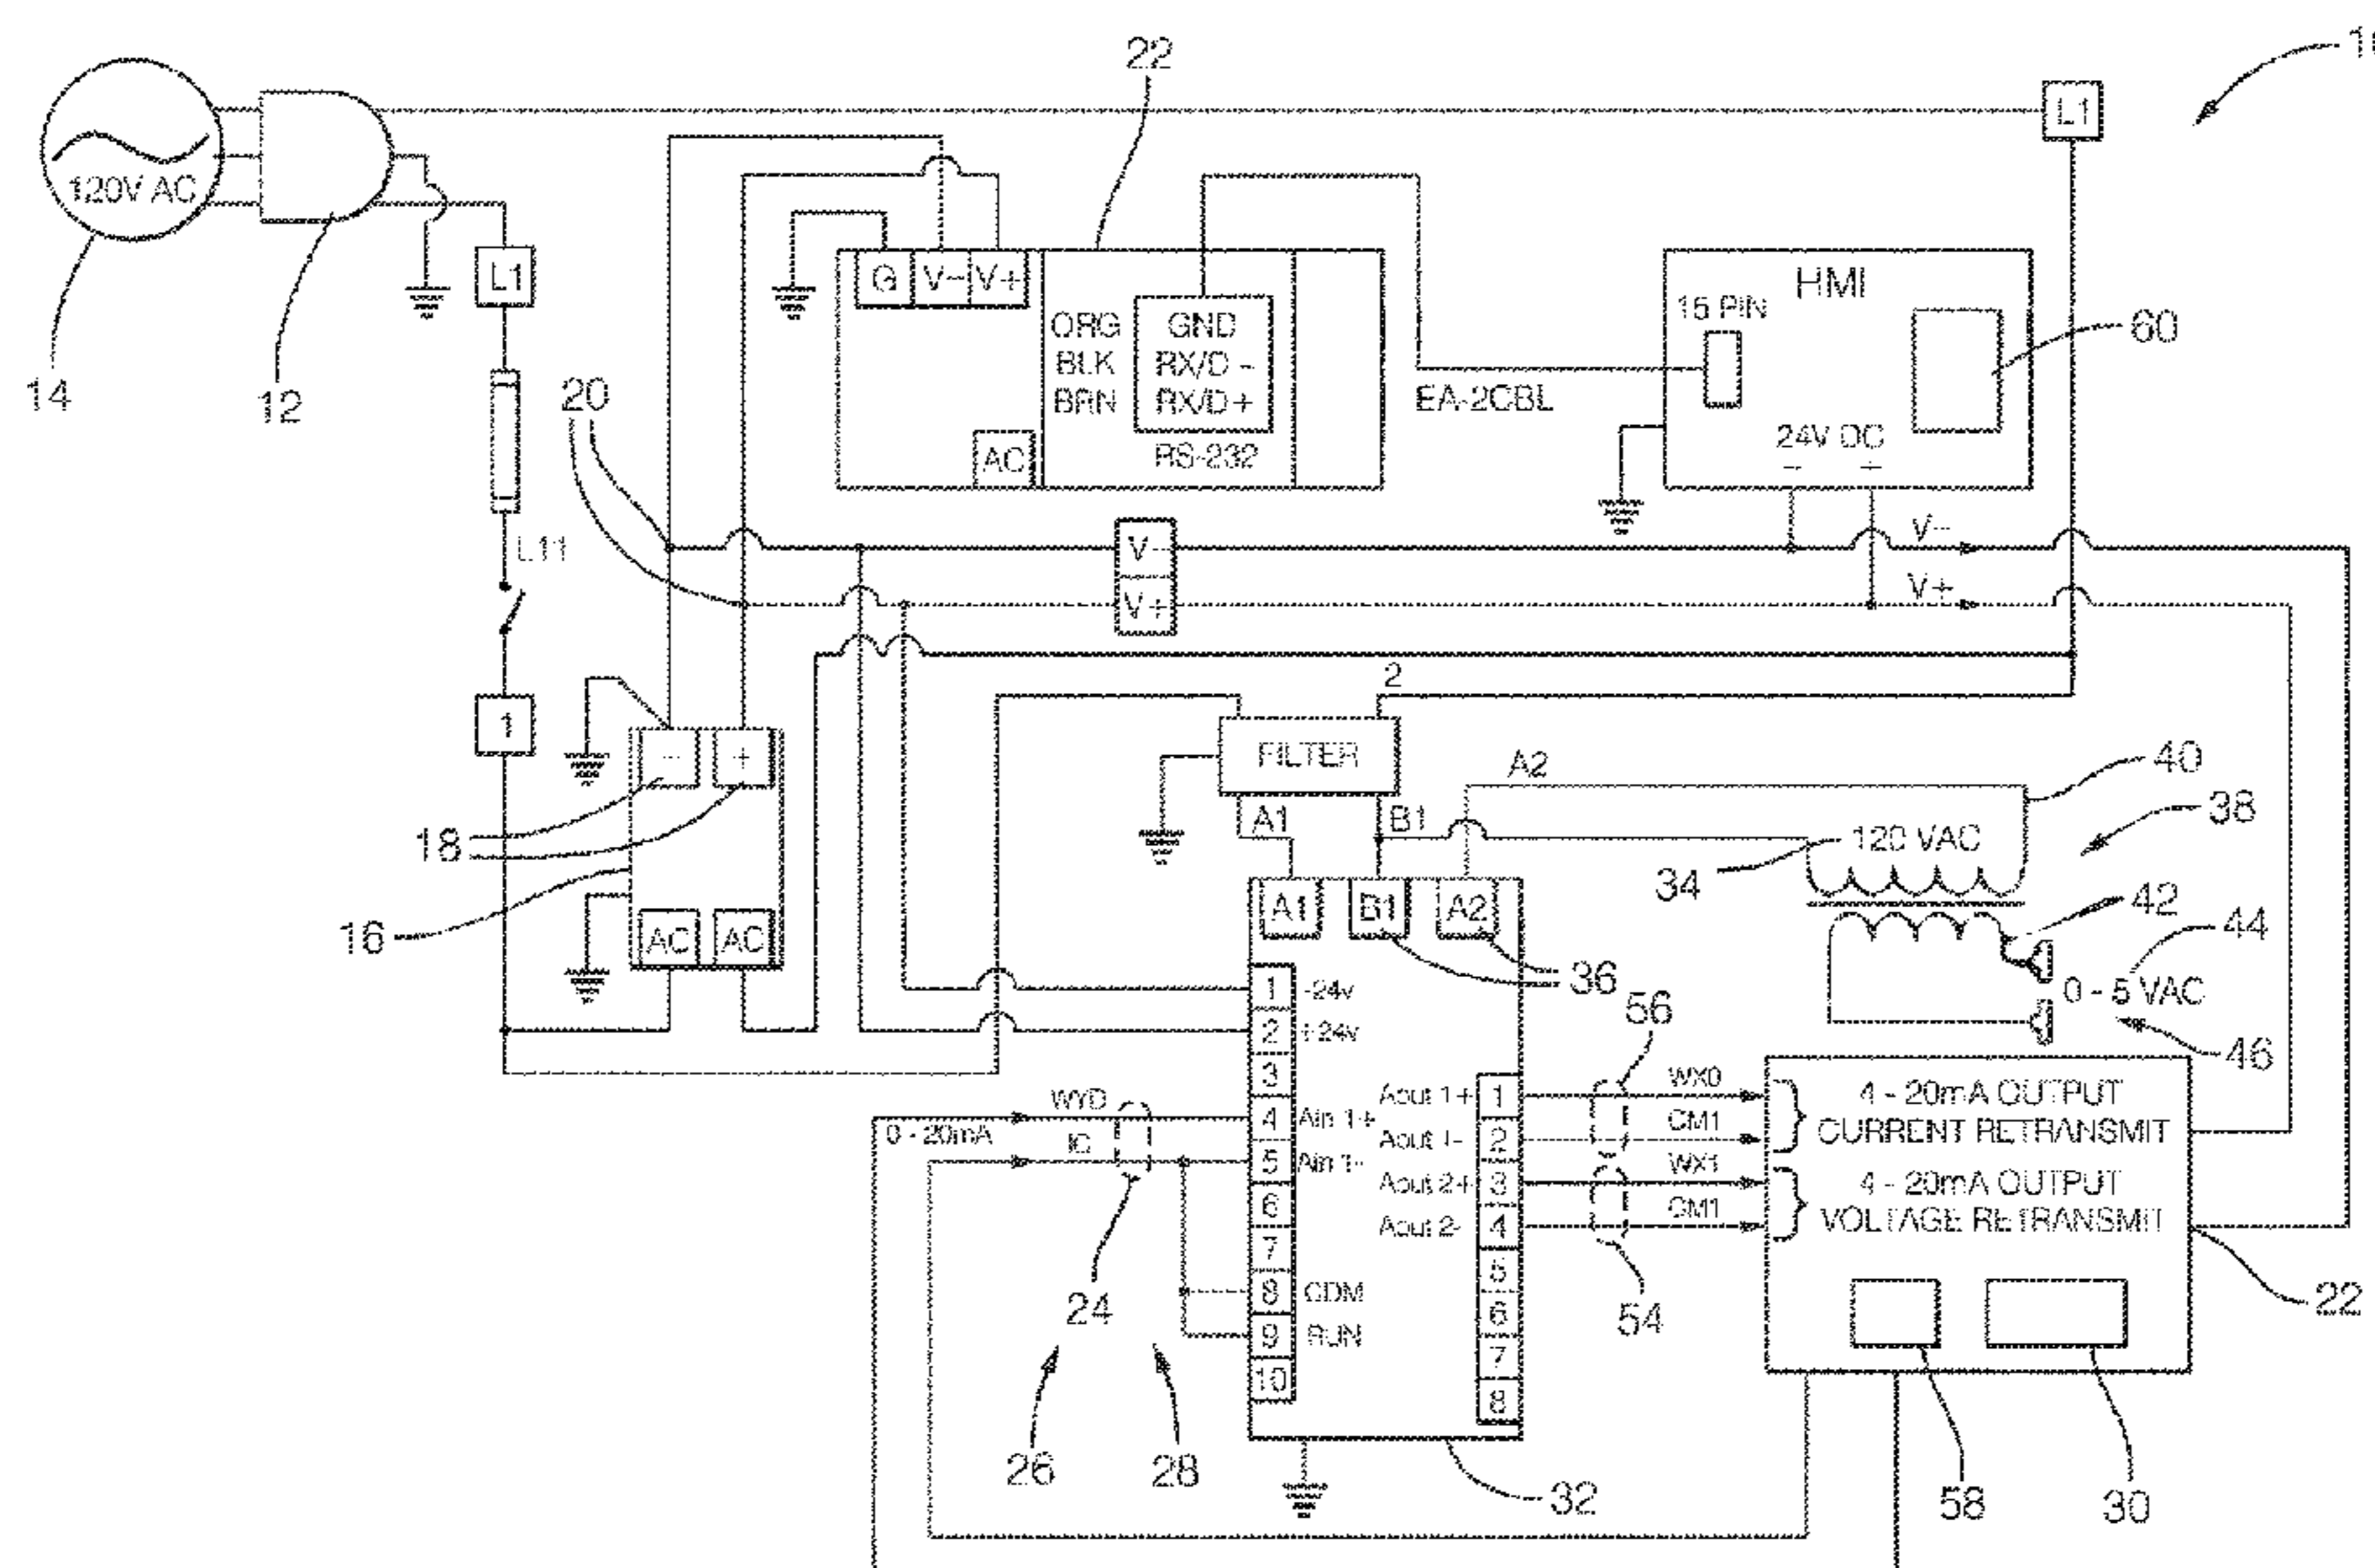 22
L1
120V AC
14
12
L1
L11
1
20
G V- V+
ORG
BLK
BRN
GND
RX/D -
RX/D+
RS-232
AC
EA-2CBL
HMI
15 PIN
24V DC
- +
60
V-
V+
V-
V+
2
FILTER
A1
B1
A2
40
38
120 VAC
34
42
44
0 - 5 VAC
46
- +
18
16
AC AC
A1 B1 A2
36
1 -24v
2 +24v
3
4 Ain 1+
5 Ain 1-
6
7
8 COM
9 RUN
10
WYD
0 - 20mA
IC
24
26
28
Aout 1+ 1
Aout 1- 2
Aout 2+ 3
Aout 2- 4
5
6
7
8
56
WX0
CM1
WX1
CM1
54
4 - 20mA OUTPUT
CURRENT RETRANSMIT
4 - 20mA OUTPUT
VOLTAGE RETRANSMIT
22
58
30
32